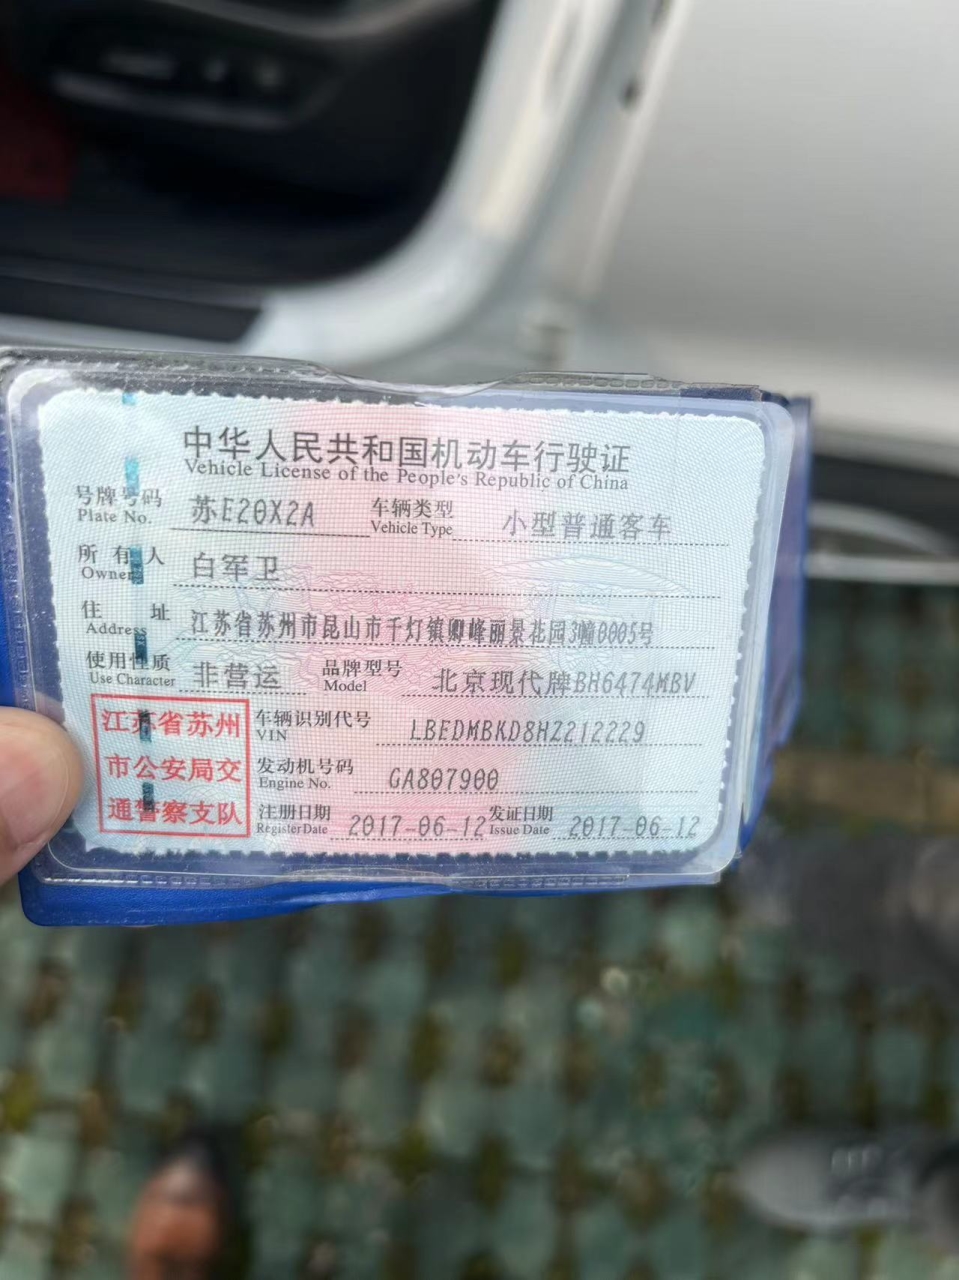 中华人民共和国机动车行驶证
Vehicle License of the People's Republic of China
号牌号码 Plate No. 苏E20X2A 车辆类型 Vehicle Type 小型普通客车
所有人 Owner 白军卫
住址 Address 江苏省苏州市昆山市千灯镇卿峰丽景花园3幢0005号
使用性质 Use Character 非营运 品牌型号 Model 北京现代牌BH6474MBV
车辆识别代号 VIN LBEDMBKD8HZ212229
发动机号码 Engine No. GA807900
注册日期 Register Date 2017-06-12 发证日期 Issue Date 2017-06-12
江苏省苏州
市公安局交
通警察支队